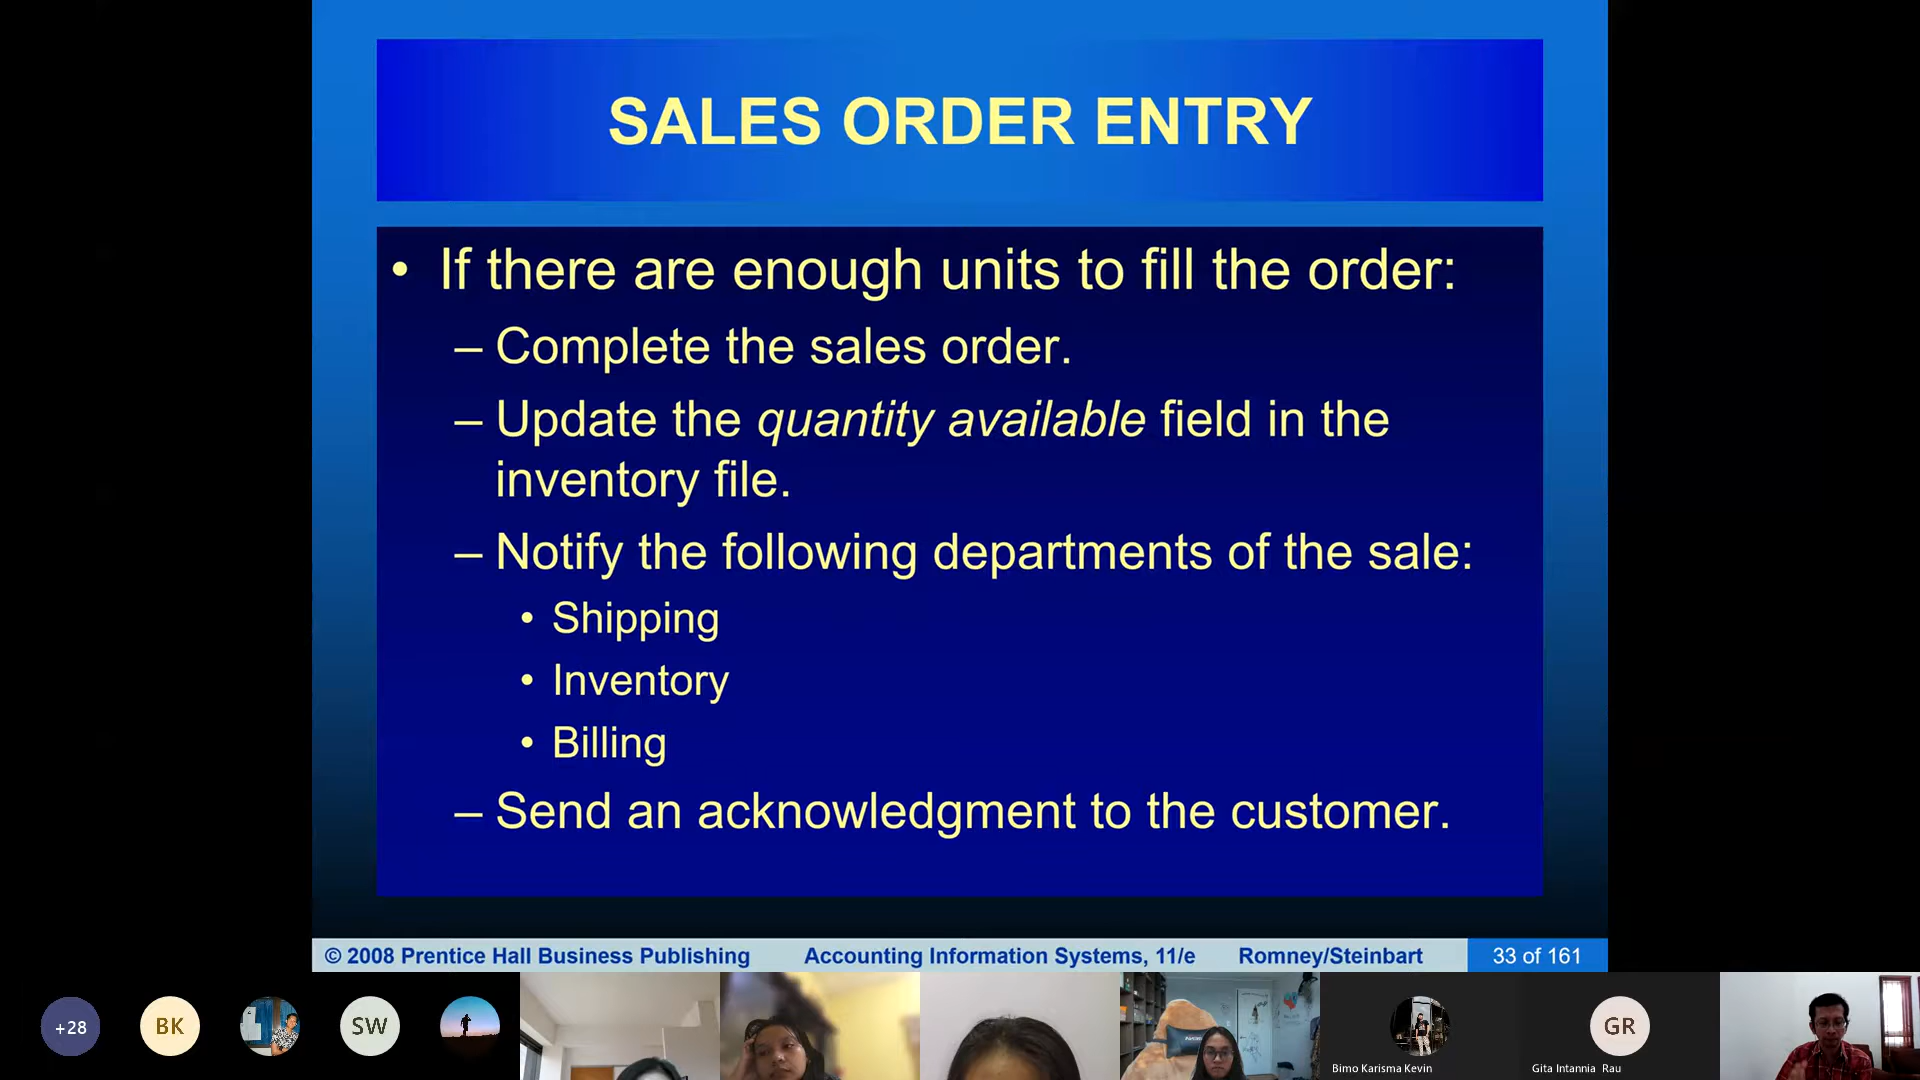 SALES ORDER ENTRY
• If there are enough units to fill the order:
– Complete the sales order.
– Update the quantity available field in the
inventory file.
– Notify the following departments of the sale:
• Shipping
• Inventory
• Billing
– Send an acknowledgment to the customer.
© 2008 Prentice Hall Business Publishing Accounting Information Systems, 11/e Romney/Steinbart 33 of 161
+28 BK SW GR
Bimo Karisma Kevin Gita Intannia Rau